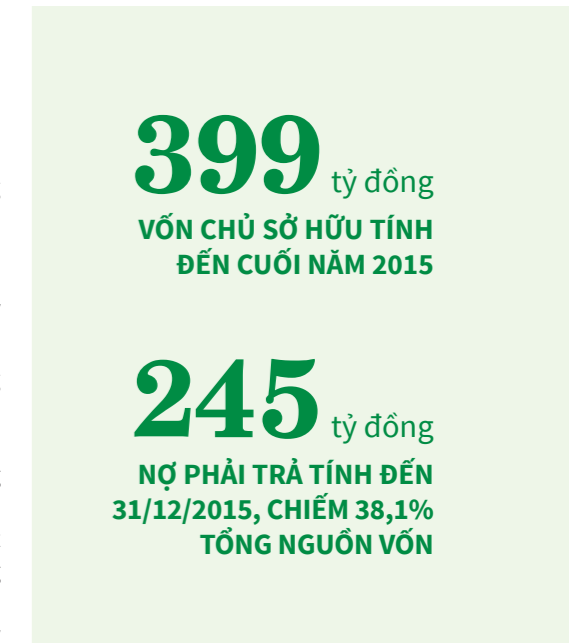 399 tỷ đồng
VỐN CHỦ SỞ HỮU TÍNH
ĐẾN CUỐI NĂM 2015
245 tỷ đồng
NỢ PHẢI TRẢ TÍNH ĐẾN
31/12/2015, CHIẾM 38,1%
TỔNG NGUỒN VỐN